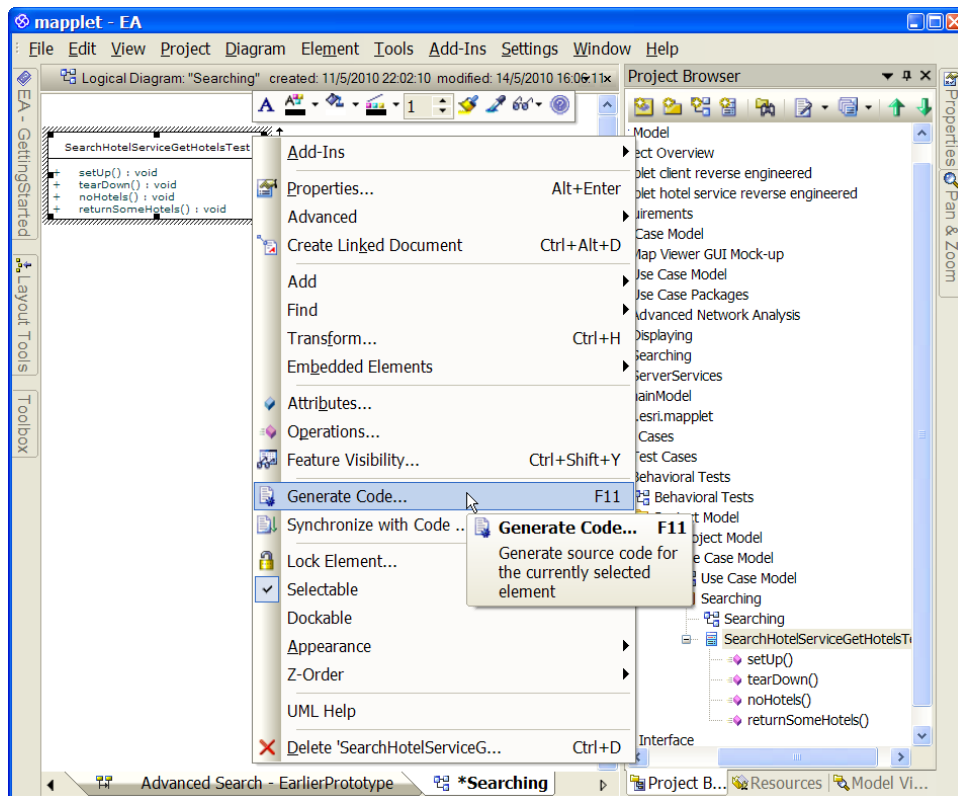 mapplet - EA
File Edit View Project Diagram Element Tools Add-Ins Settings Window Help
Logical Diagram: "Searching" created: 11/5/2010 22:02:10 modified: 14/5/2010 16:06
Project Browser
EA - GettingStarted
Layout Tools
Toolbox
1
SearchHotelServiceGetHotelsTest
+ setUp() : void
+ tearDown() : void
+ noHotels() : void
+ returnSomeHotels() : void
Add-Ins
Properties... Alt+Enter
Advanced
Create Linked Document Ctrl+Alt+D
Add
Find
Transform... Ctrl+H
Embedded Elements
Attributes...
Operations...
Feature Visibility... Ctrl+Shift+Y
Generate Code... F11
Synchronize with Code ..
Lock Element...
Selectable
Dockable
Appearance
Z-Order
UML Help
Delete 'SearchHotelServiceG... Ctrl+D
Generate Code... F11
Generate source code for
the currently selected
element
Model
ect Overview
plet client reverse engineered
plet hotel service reverse engineered
uirements
Case Model
Map Viewer GUI Mock-up
Use Case Model
Use Case Packages
Advanced Network Analysis
Displaying
Searching
ServerServices
ainModel
.esri.mapplet
Cases
Test Cases
Behavioral Tests
Behavioral Tests
t Model
oject Model
e Case Model
Use Case Model
Searching
Searching
SearchHotelServiceGetHotelsT
setUp()
tearDown()
noHotels()
returnSomeHotels()
Interface
Properties
Pan & Zoom
Advanced Search - EarlierPrototype
*Searching
Project B...
Resources
Model Vi...